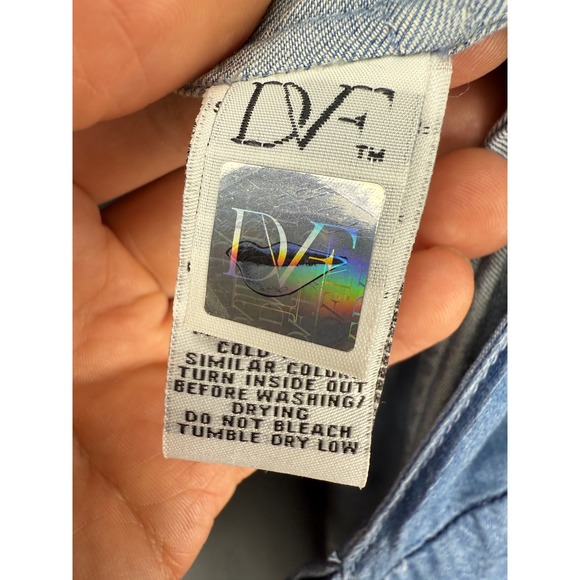 DVF
TM
DVF
COLD
SIMILAR COLORS
TURN INSIDE OUT
BEFORE WASHING/
DRYING
DO NOT BLEACH
TUMBLE DRY LOW